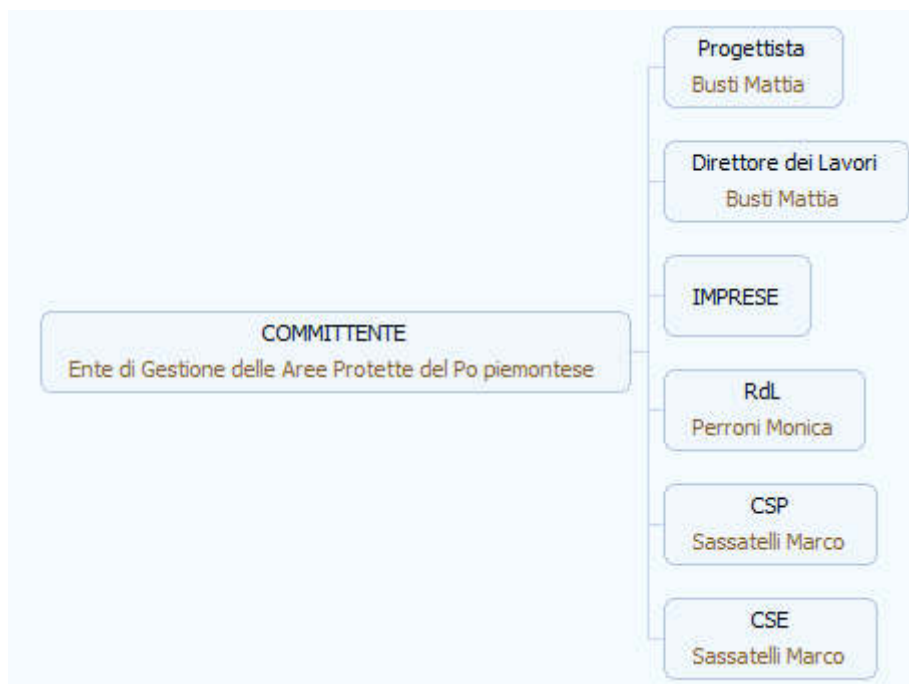 Progettista
Busti Mattia
Direttore dei Lavori
Busti Mattia
IMPRESE
COMMITTENTE
Ente di Gestione delle Aree Protette del Po piemontese
RdL
Perroni Monica
CSP
Sassatelli Marco
CSE
Sassatelli Marco